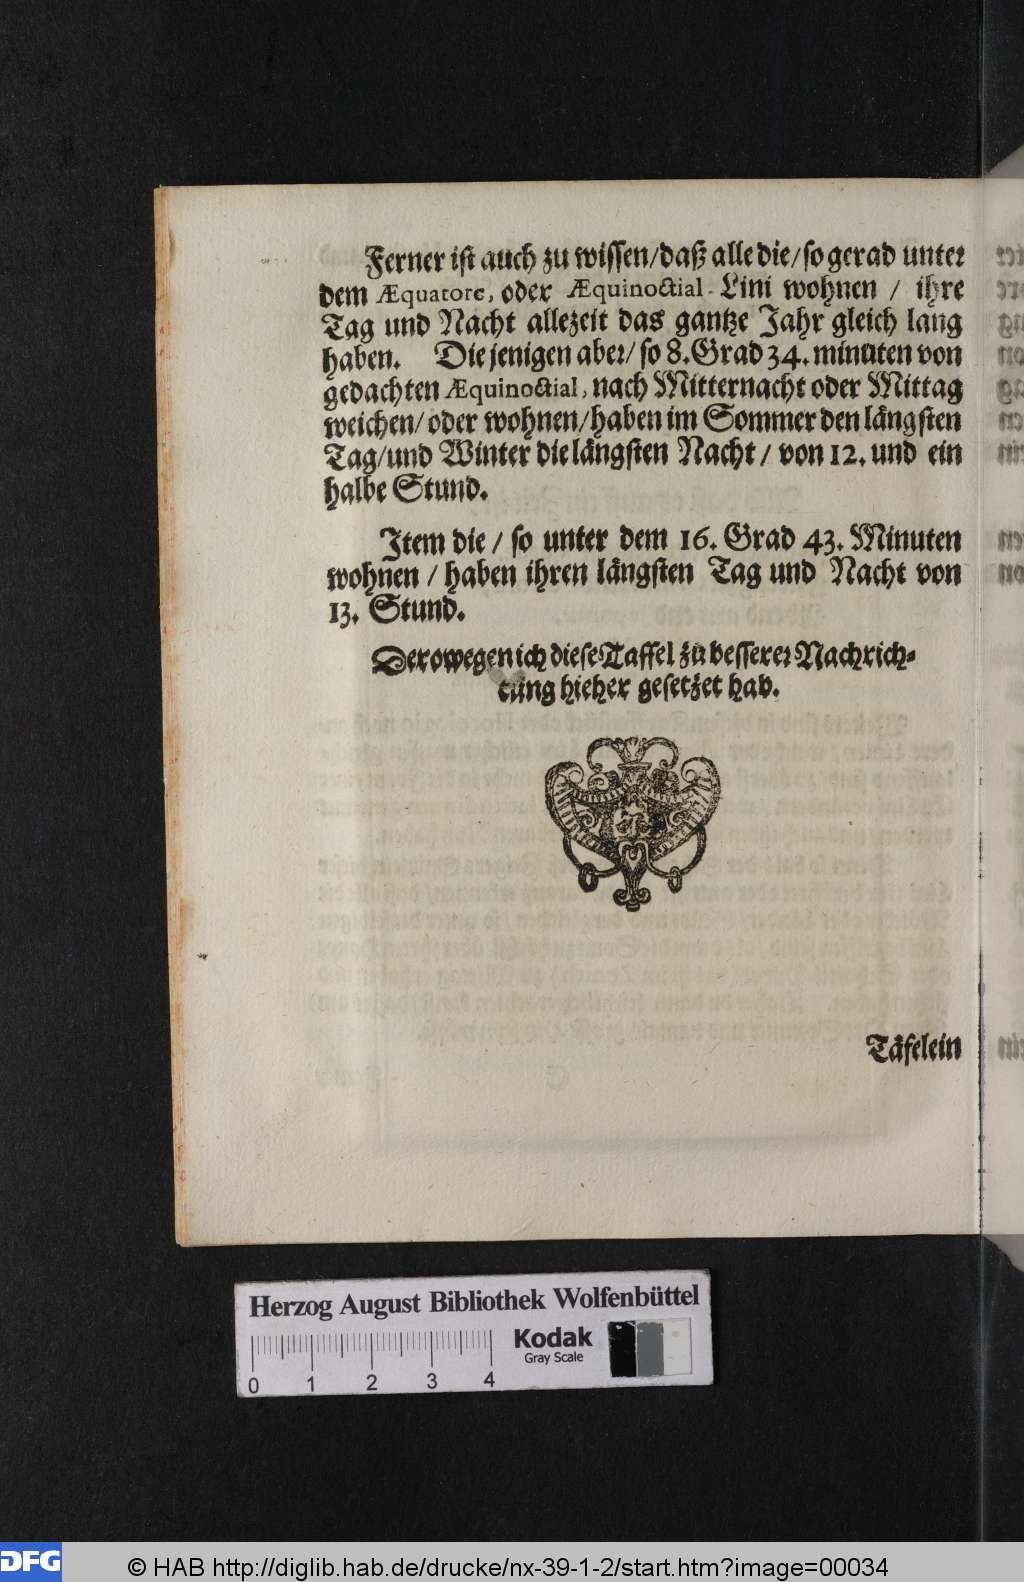 Ferner ist auch zu wissen/daß alle die/so gerad unter
dem Æquatore, oder Æquinoctial-Lini wohnen / ihre
Tag und Nacht allezeit das gantze Jahr gleich lang
haben. Die jenigen aber/ so 8. Grad 34. minuten von
gedachten Æquinoctial, nach Mitternacht oder Mittag
weichen/ oder wohnen/haben im Sommer den långsten
Tag/und Winter die långsten Nacht / von 12. und ein
halbe Stund.
Jtem die / so unter dem 16. Grad 43. Minuten
wohnen / haben ihren långsten Tag und Nacht von
13. Stund.
Derowegen ich diese Taffel zu besserer Nachrich-
tung hieher gesetzet hab.
Tåfelein
Herzog August Bibliothek Wolfenbüttel
Kodak
Gray Scale
0 1 2 3 4
DFG © HAB http://diglib.hab.de/drucke/nx-39-1-2/start.htm?image=00034